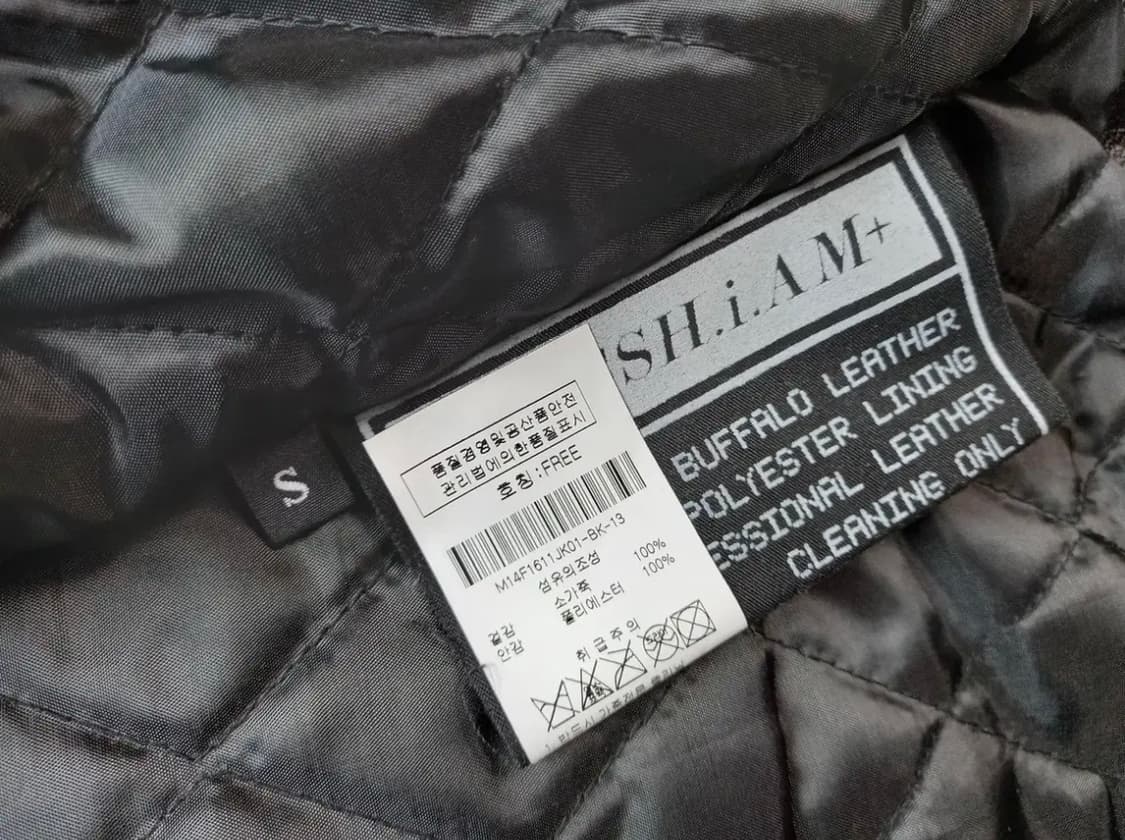 S
SH.i.AM+
BUFFALO LEATHER
POLYESTER LINING
ESSIONAL LEATHER
CLEANING ONLY
품질경영및공산품안전
관리법에의한품질표시
호칭:FREE
M14F1611JK01-BK-13
섬유의조성
겉감 소가죽 100%
안감 폴리에스터 100%
취급주의